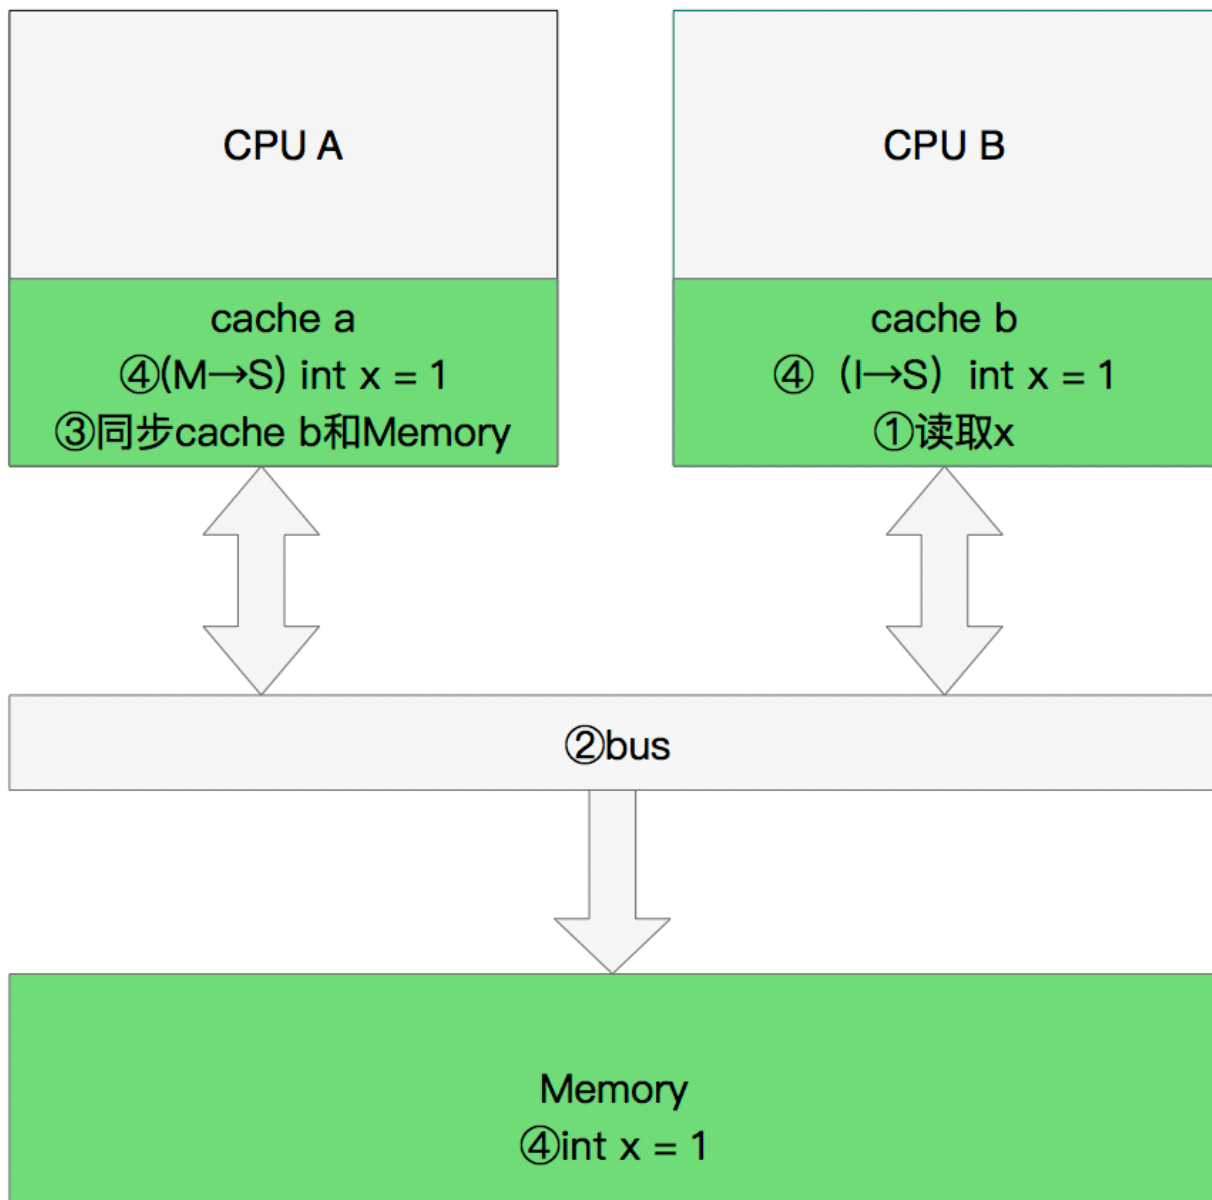 CPU A
cache a
④(M→S) int x = 1
③同步cache b和Memory
CPU B
cache b
④（I→S）int x = 1
①读取x
②bus
Memory
④int x = 1